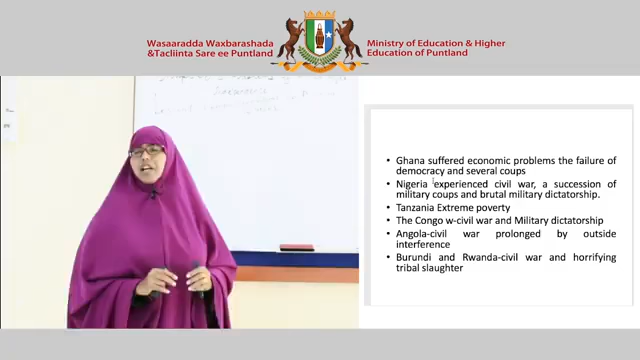 Wasaaradda Waxbarashada
&Tacliinta Sare ee Puntland
Ministry of Education & Higher
Education of Puntland
• Ghana suffered economic problems the failure of
democracy and several coups
• Nigeria experienced civil war, a succession of
military coups and brutal military dictatorship.
• Tanzania Extreme poverty
• The Congo w-civil war and Military dictatorship
• Angola-civil war prolonged by outside
interference
• Burundi and Rwanda-civil war and horrifying
tribal slaughter